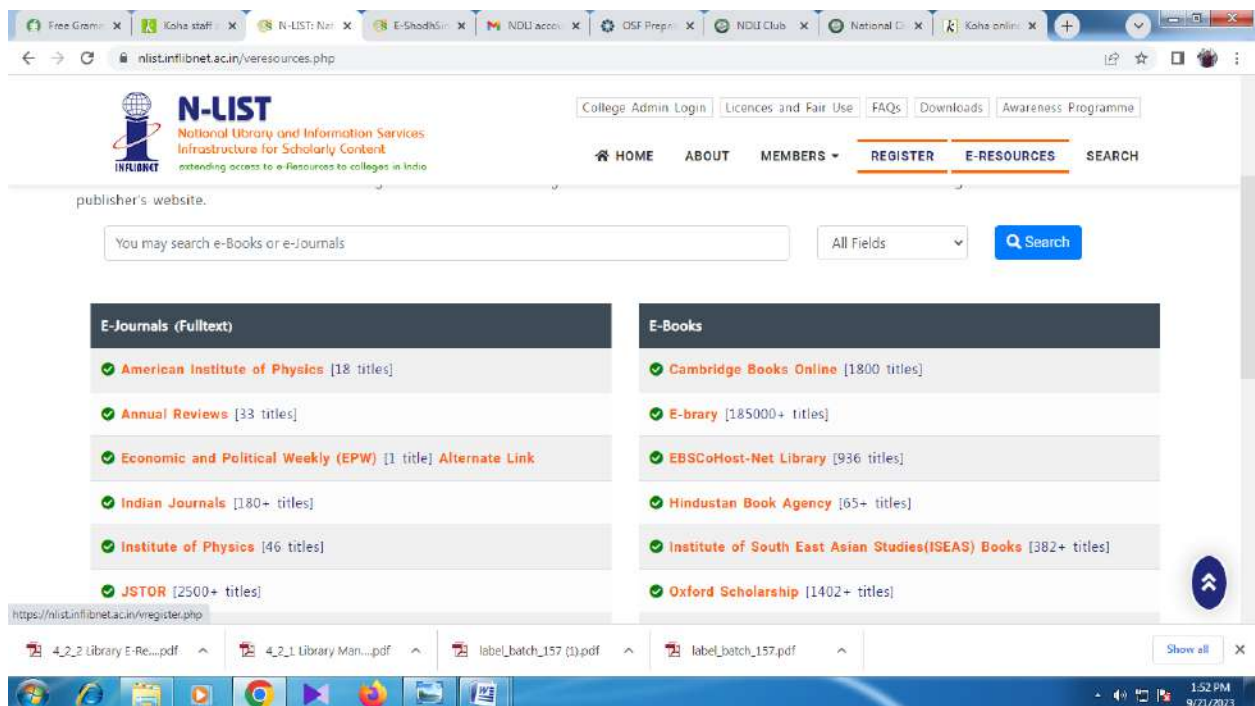 Free Gramm
Koha staff
N-LIST: Nat
E-ShodhSin
NDLI accou
OSF Prepri
NDLI Club
National Di
Koha online
nlist.inflibnet.ac.in/veresources.php
INFLIBNET
N-LIST
National Library and Information Services
Infrastructure for Scholarly Content
extending access to e-Resources to colleges in India
College Admin Login Licences and Fair Use FAQs Downloads Awareness Programme
HOME ABOUT MEMBERS REGISTER E-RESOURCES SEARCH
publisher's website.
You may search e-Books or e-Journals All Fields Search
E-Journals (Fulltext)
American Institute of Physics [18 titles]
Annual Reviews [33 titles]
Economic and Political Weekly (EPW) [1 title] Alternate Link
Indian Journals [180+ titles]
Institute of Physics [46 titles]
JSTOR [2500+ titles]
E-Books
Cambridge Books Online [1800 titles]
E-brary [185000+ titles]
EBSCoHost-Net Library [936 titles]
Hindustan Book Agency [65+ titles]
Institute of South East Asian Studies(ISEAS) Books [382+ titles]
Oxford Scholarship [1402+ titles]
https://nlist.inflibnet.ac.in/vregister.php
4_2_2 Library E-Re....pdf 4_2_1 Library Man....pdf label_batch_157 (1).pdf label_batch_157.pdf Show all
1:52 PM
9/21/2023